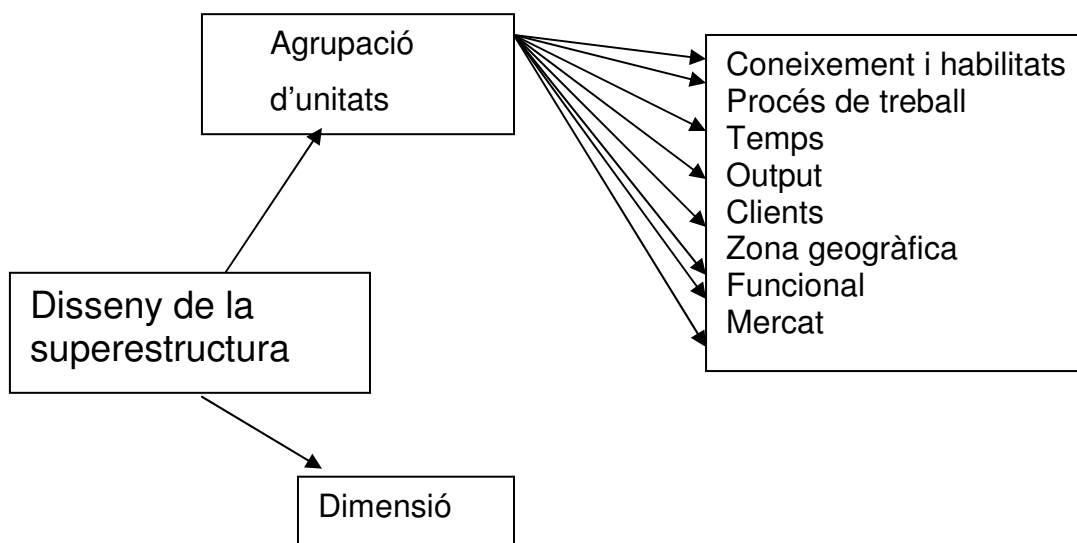 Agrupació
d'unitats
Coneixement i habilitats
Procés de treball
Temps
Output
Clients
Zona geogràfica
Funcional
Mercat
Disseny de la
superestructura
Dimensió